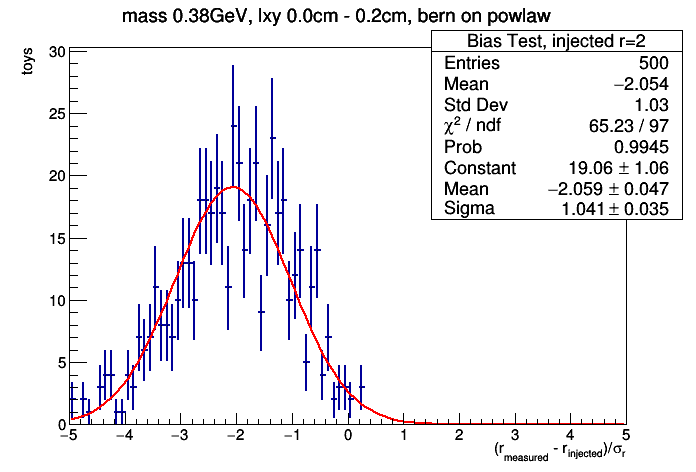 mass 0.38GeV, lxy 0.0cm - 0.2cm, bern on powlaw
Bias Test, injected r=2
Entries 500
Mean −2.054
Std Dev 1.03
χ² / ndf 65.23 / 97
Prob 0.9945
Constant 19.06 ± 1.06
Mean −2.059 ± 0.047
Sigma 1.041 ± 0.035
toys
30
25
20
15
10
5
0
−5 −4 −3 −2 −1 0 1 2 3 4 5
(r_measured - r_injected)/σ_r